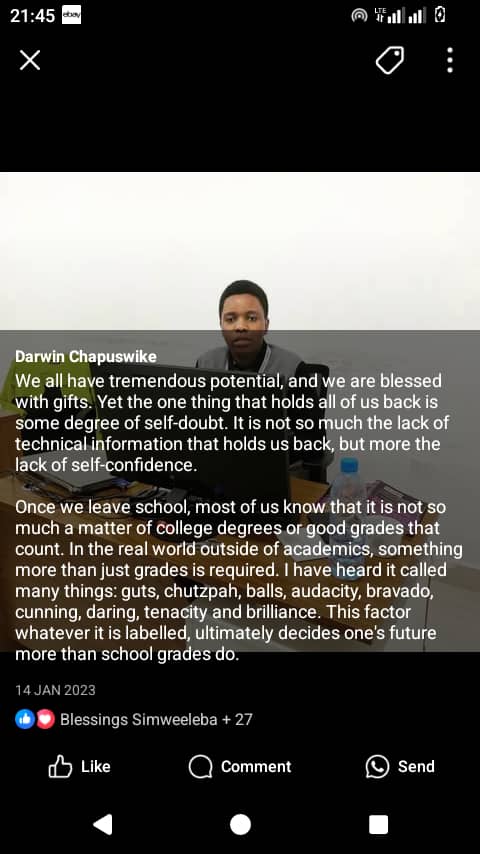 21:45 ebay LTE
Darwin Chapuswike
We all have tremendous potential, and we are blessed
with gifts. Yet the one thing that holds all of us back is
some degree of self-doubt. It is not so much the lack of
technical information that holds us back, but more the
lack of self-confidence.
Once we leave school, most of us know that it is not so
much a matter of college degrees or good grades that
count. In the real world outside of academics, something
more than just grades is required. I have heard it called
many things: guts, chutzpah, balls, audacity, bravado,
cunning, daring, tenacity and brilliance. This factor
whatever it is labelled, ultimately decides one's future
more than school grades do.
14 JAN 2023
Blessings Simweeleba + 27
Like Comment Send